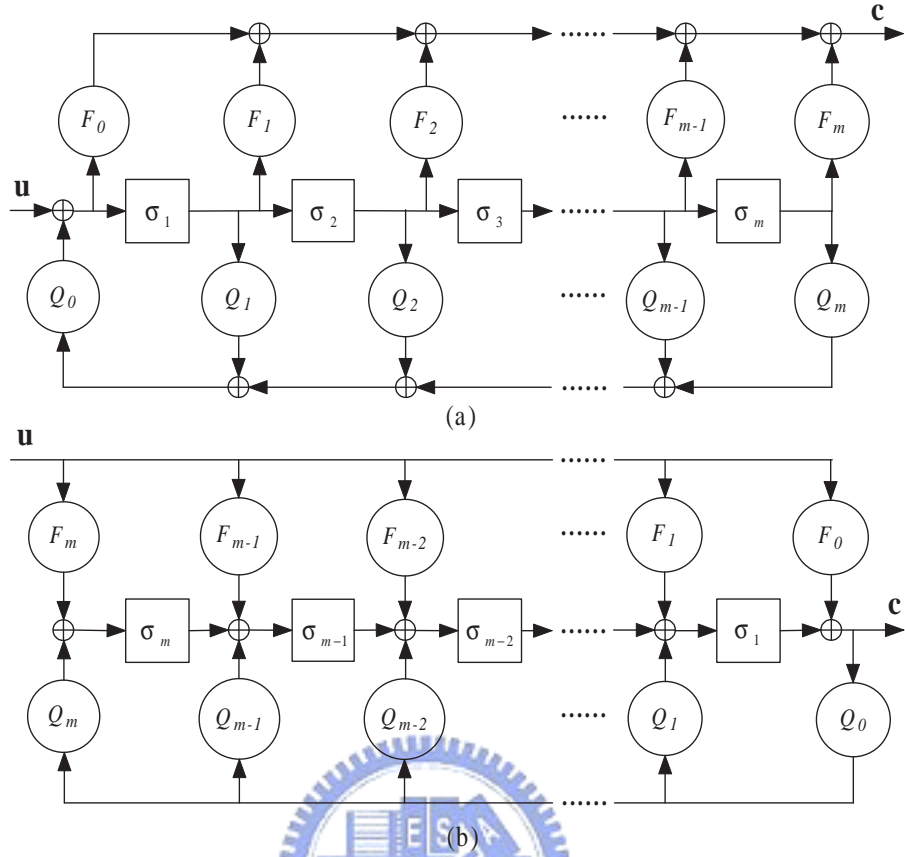 c
F₀ F₁ F₂ ...... Fₘ₋₁ Fₘ
u
σ₁ σ₂ σ₃ ...... σₘ
Q₀ Q₁ Q₂ ...... Qₘ₋₁ Qₘ
......
(a)
u
......
Fₘ Fₘ₋₁ Fₘ₋₂ ...... F₁ F₀
c
σₘ σₘ₋₁ σₘ₋₂ ...... σ₁
Qₘ Qₘ₋₁ Qₘ₋₂ ...... Q₁ Q₀
......
E S A
(b)